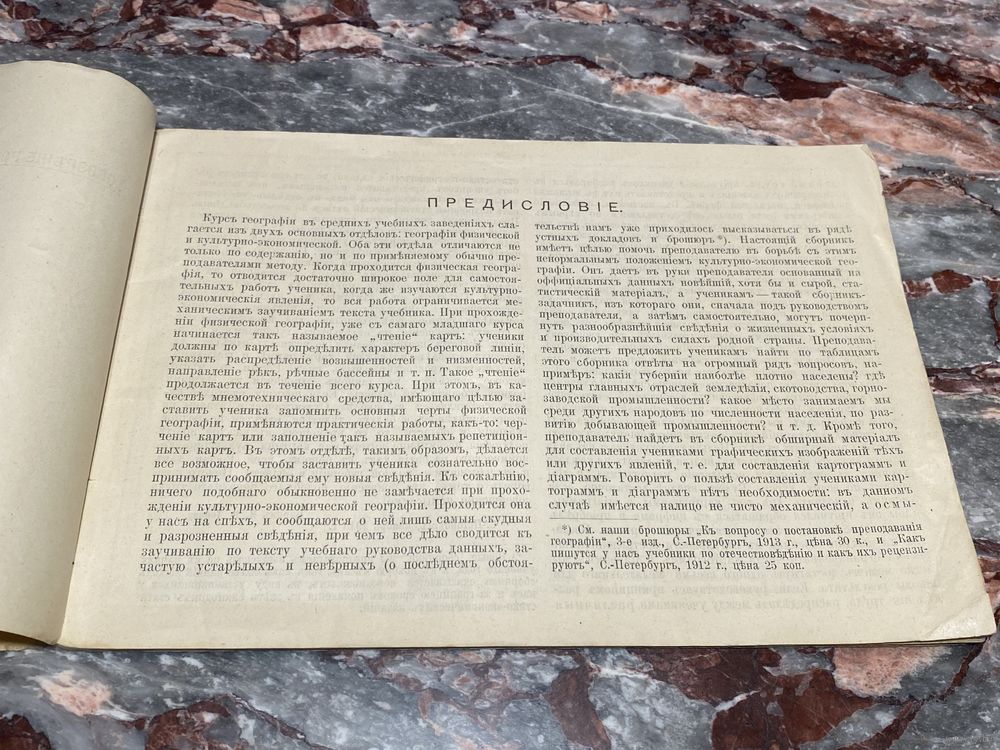 ПРЕДИСЛОВІЕ.
Курсъ географіи въ среднихъ учебныхъ заведеніяхъ сла-
гается изъ двухъ основныхъ отдѣловъ: географіи физической
и культурно-экономической. Оба эти отдѣла отличаются не
только по содержанію, но и по примѣняемому обычно пре-
подавателями методу. Когда проходится физическая геогра-
фія, то отводится достаточно широкое поле для самостоя-
тельныхъ работъ ученика, когда же изучаются культурно-
экономическія явленія, то вся работа ограничивается ме-
ханическимъ заучиваніемъ текста учебника. При прохожде-
ніи физической географіи, уже съ самаго младшаго курса
начинается такъ называемое „чтеніе“ картъ: ученики
должны по картѣ опредѣлить характеръ береговой линіи,
указать распредѣленіе возвышенностей и низменностей,
направленіе рѣкъ, рѣчные бассейны и т. п. Такое „чтеніе“
продолжается въ теченіе всего курса. При этомъ, въ ка-
чествѣ мнемотехническаго средства, имѣющаго цѣлью за-
ставить ученика запомнить основныя черты физической
географіи, примѣняются практическія работы, какъ-то: чер-
ченіе картъ или заполненіе такъ называемыхъ репетиціон-
ныхъ картъ. Въ этомъ отдѣлѣ, такимъ образомъ, дѣлается
все возможное, чтобы заставить ученика сознательно вос-
принимать сообщаемыя ему новыя свѣдѣнія. Къ сожалѣнію,
ничего подобнаго обыкновенно не замѣчается при прохо-
жденіи культурно-экономической географіи. Проходится она
у насъ на спѣхъ, и сообщаются о ней лишь самыя скудныя
и разрозненныя свѣдѣнія, при чемъ все дѣло сводится къ
заучиванію по тексту учебнаго руководства данныхъ, за-
частую устарѣлыхъ и невѣрныхъ (о послѣднемъ обстоя-
тельствѣ намъ уже приходилось высказываться въ рядѣ
устныхъ докладовъ и брошюръ*). Настоящій сборникъ
имѣетъ цѣлью помочь преподавателю въ борьбѣ съ этимъ
ненормальнымъ положеніемъ культурно-экономической гео-
графіи. Онъ даетъ въ руки преподавателя основанный на
оффиціальныхъ данныхъ новѣйшій, хотя бы и сырой, ста-
тистическій матеріалъ, а ученикамъ — такой сборникъ-
задачникъ, изъ котораго они, сначала подъ руководствомъ
преподавателя, а затѣмъ самостоятельно, могутъ почерп-
нуть разнообразнѣйшія свѣдѣнія о жизненныхъ условіяхъ
и производительныхъ силахъ родной страны. Преподава-
тель можетъ предложить ученикамъ найти по таблицамъ
этого сборника отвѣты на огромный рядъ вопросовъ, на-
примѣръ: какія губерніи наиболѣе плотно населены? гдѣ
центры главныхъ отраслей земледѣлія, скотоводства, горно-
заводской промышленности? какое мѣсто занимаемъ мы
среди другихъ народовъ по численности населенія, по раз-
витію добывающей промышленности? и т. д. Кромѣ того,
преподаватель найдетъ въ сборникѣ обширный матеріалъ
для составленія учениками графическихъ изображеній тѣхъ
или другихъ явленій, т. е. для составленія картограммъ и
діаграммъ. Говорить о пользѣ составленія учениками кар-
тограммъ и діаграммъ нѣтъ необходимости: въ данномъ
случаѣ имѣется налицо не чисто механическій, а осмы-
*) См. наши брошюры „Къ вопросу о постановкѣ преподаванія
географіи“, 3-е изд., С.-Петербургъ, 1913 г., цѣна 30 к., и „Какъ
пишутся у насъ учебники по отечествовѣдѣнію и какъ ихъ рецензи-
руютъ“, С.-Петербургъ, 1912 г., цѣна 25 коп.